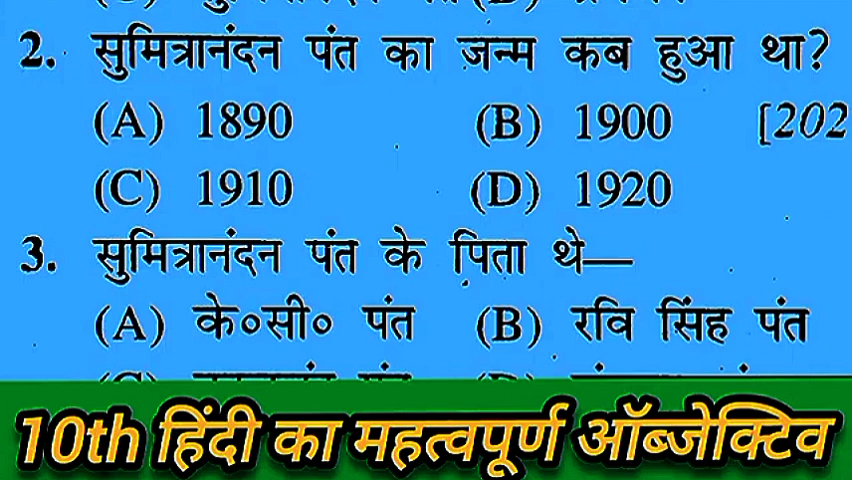 2. सुमित्रानंदन पंत का जन्म कब हुआ था?
(A) 1890 (B) 1900 [202
(C) 1910 (D) 1920
3. सुमित्रानंदन पंत के पिता थे—
(A) के०सी० पंत (B) रवि सिंह पंत
10th हिंदी का महत्वपूर्ण ऑब्जेक्टिव